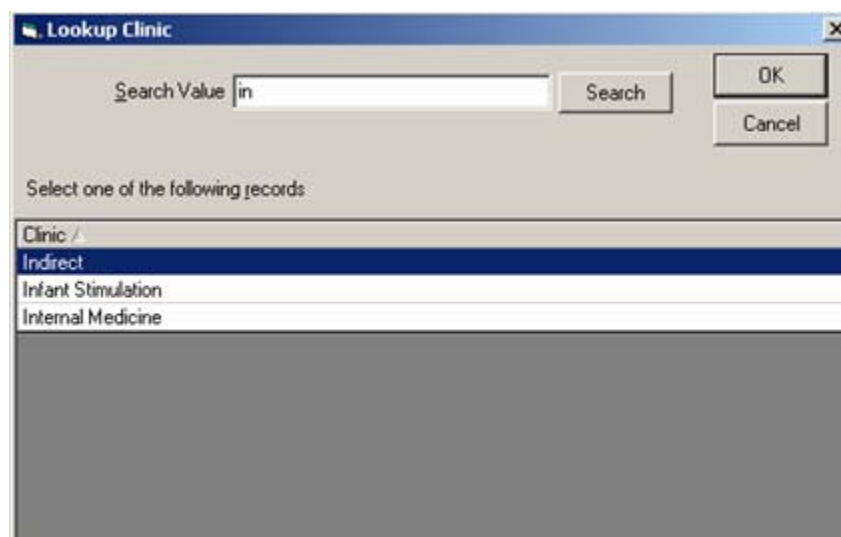 Lookup Clinic
Search Value in Search
OK
Cancel
Select one of the following records
Clinic
Indirect
Infant Stimulation
Internal Medicine